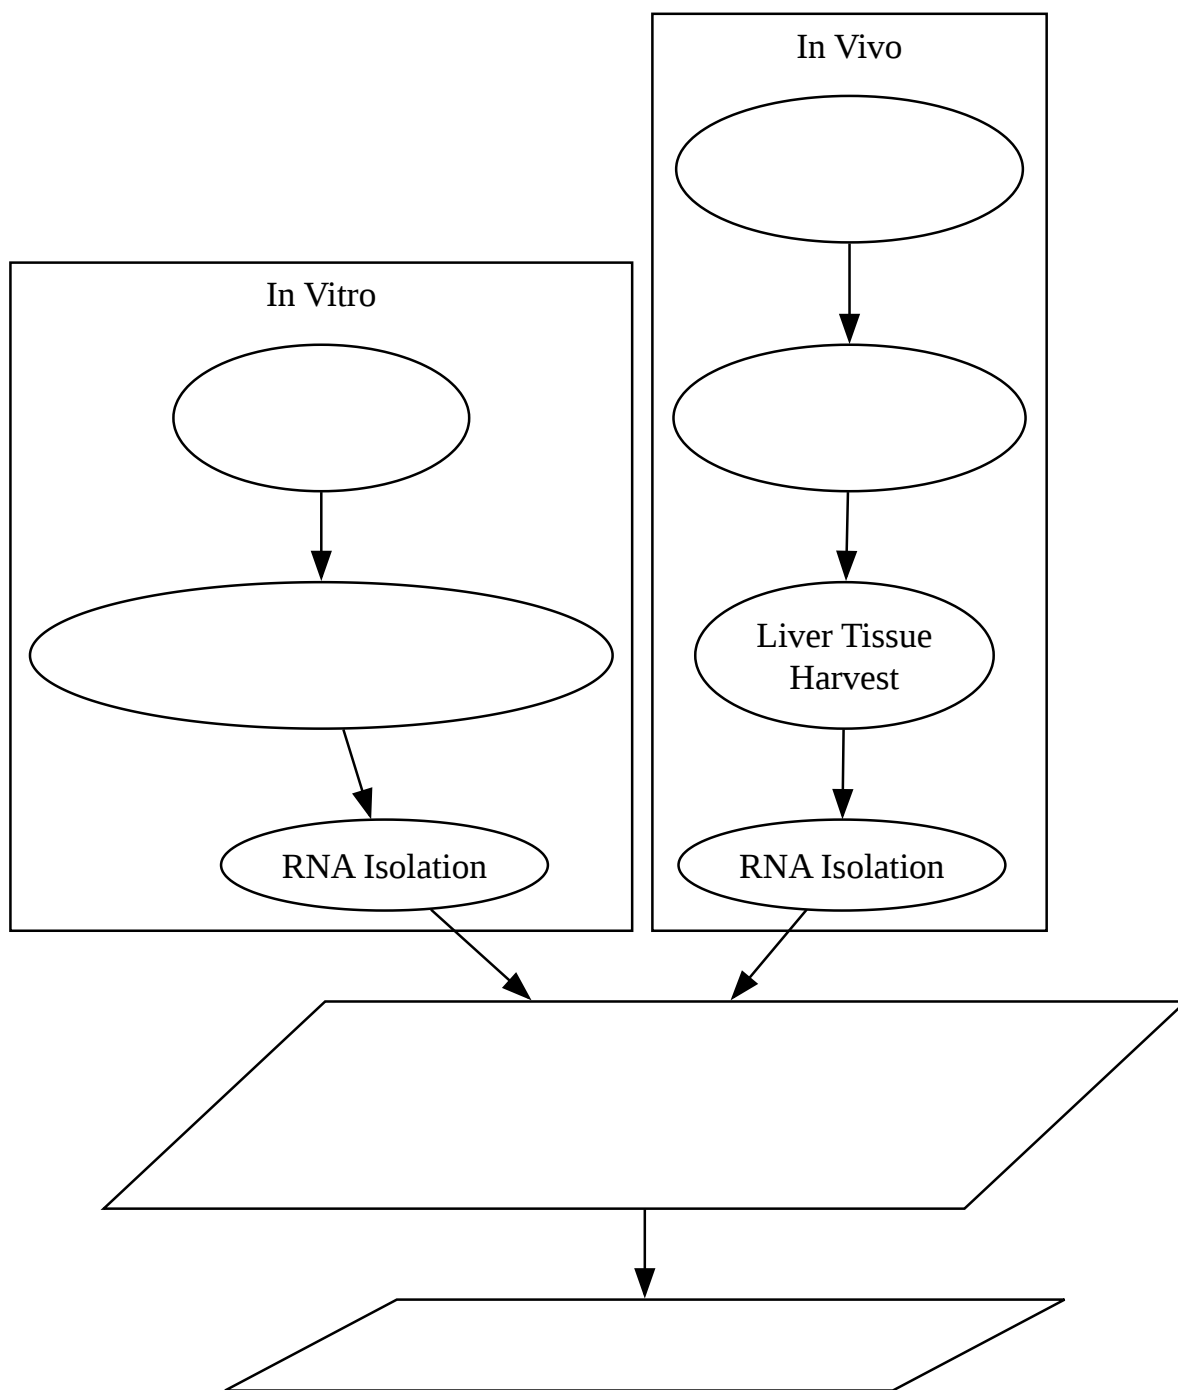 In Vivo
In Vitro
Liver Tissue
Harvest
RNA Isolation
RNA Isolation